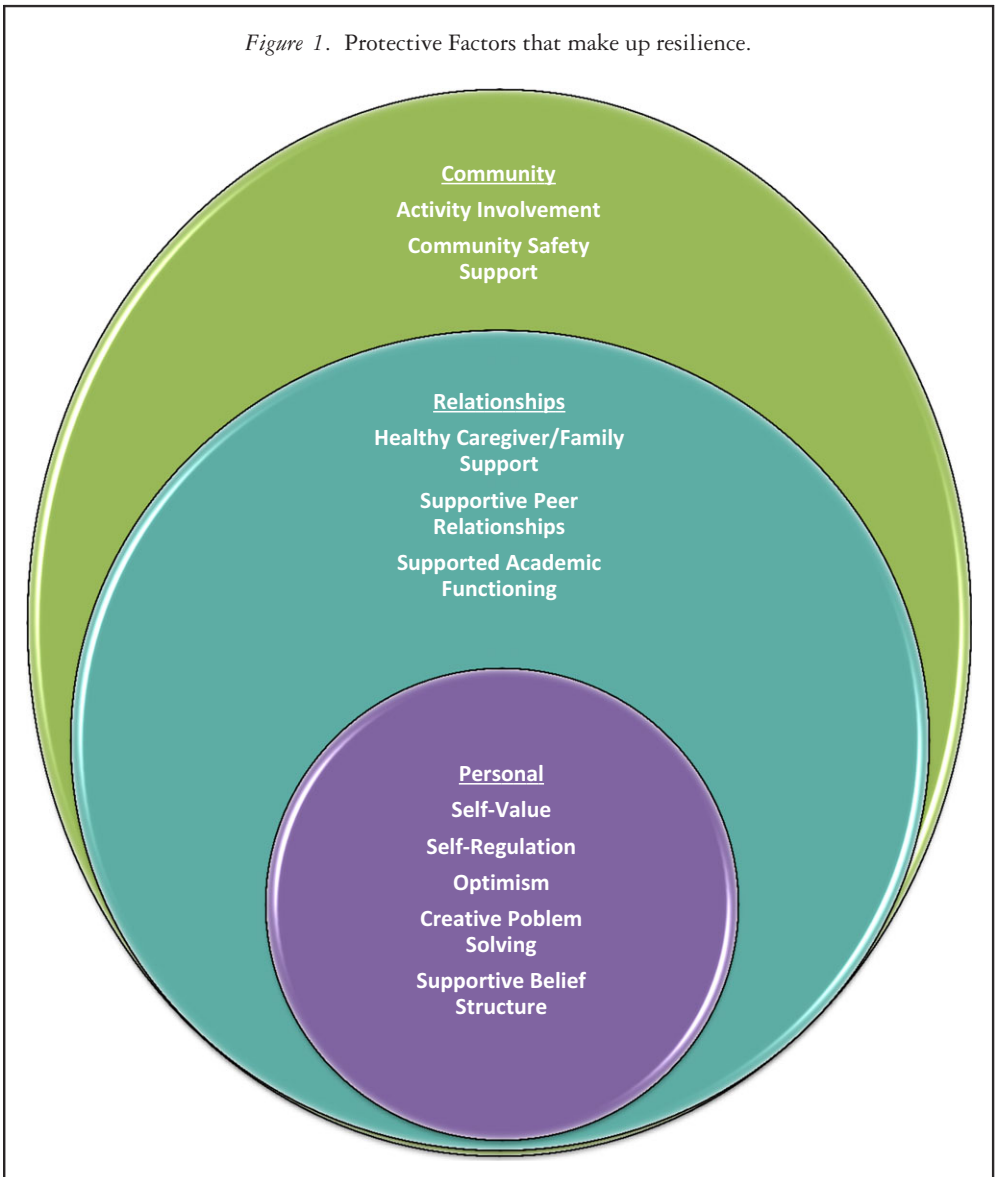 Figure 1. Protective Factors that make up resilience.
Community
Activity Involvement
Community Safety
Support
Relationships
Healthy Caregiver/Family
Support
Supportive Peer
Relationships
Supported Academic
Functioning
Personal
Self-Value
Self-Regulation
Optimism
Creative Poblem
Solving
Supportive Belief
Structure